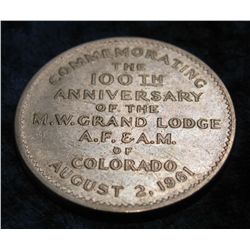 COMMEMORATING
THE
100TH
ANNIVERSARY
OF THE
M.W. GRAND LODGE
A.F. & A.M.
OF
COLORADO
AUGUST 2, 1961